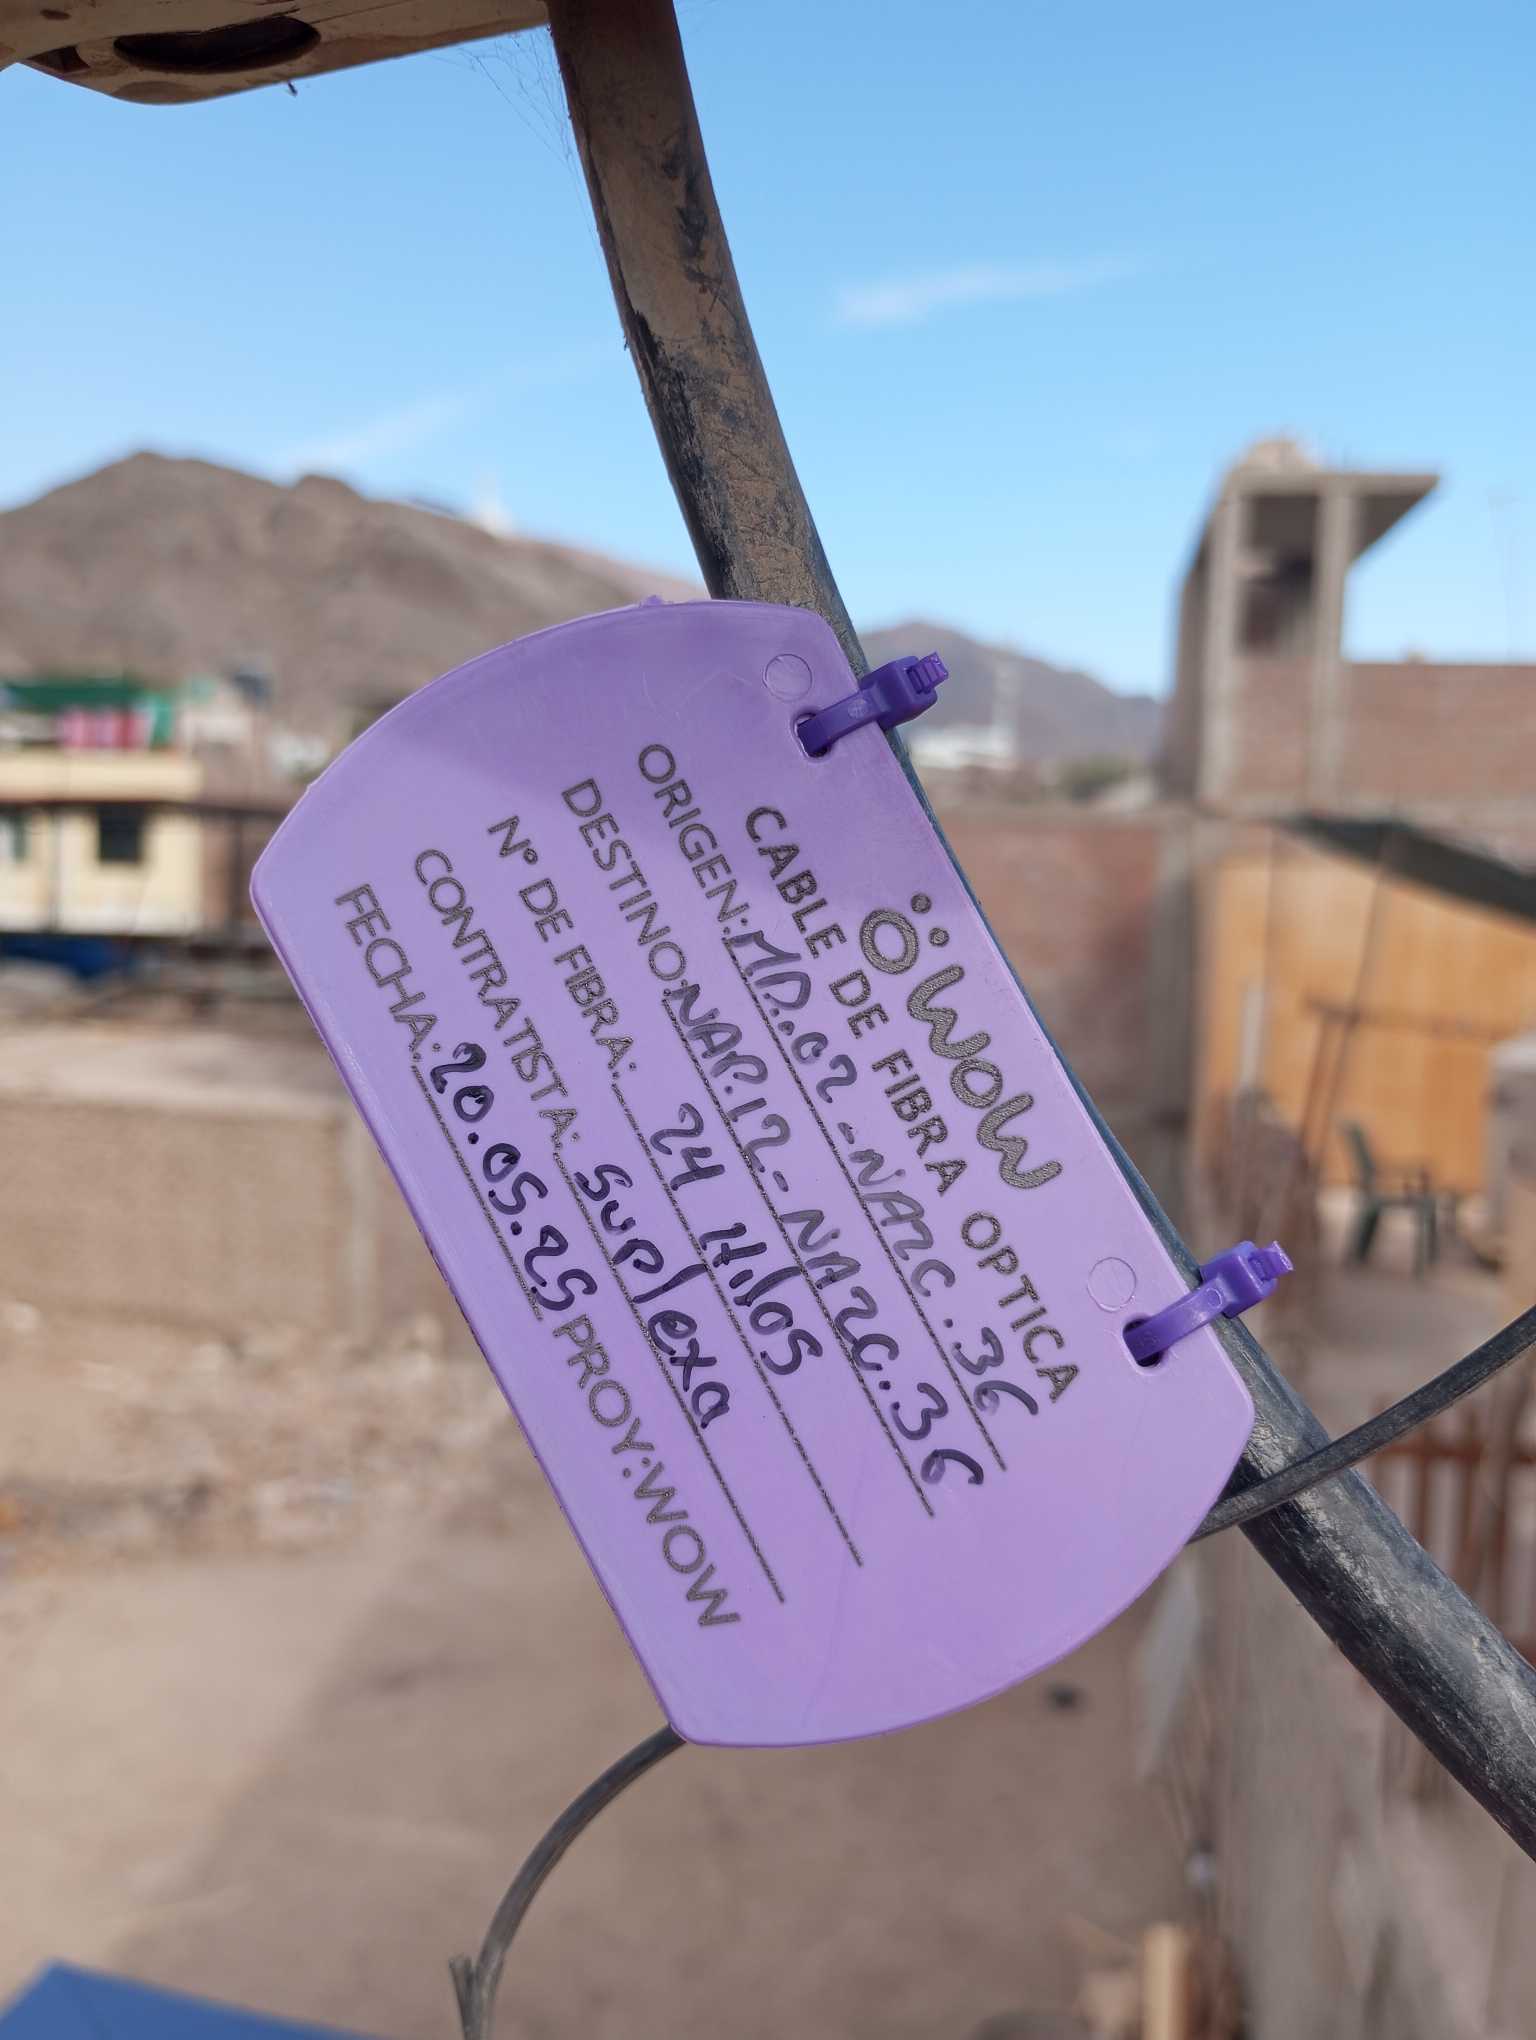 WOW
CABLE DE FIBRA OPTICA
ORIGEN: MD.02 - NAZC.36
DESTINO: NAP.12 - NAZC.36
N° DE FIBRA: 24 Hilos
CONTRATISTA: Suplexa
FECHA: 20.05.25 PROY: WOW